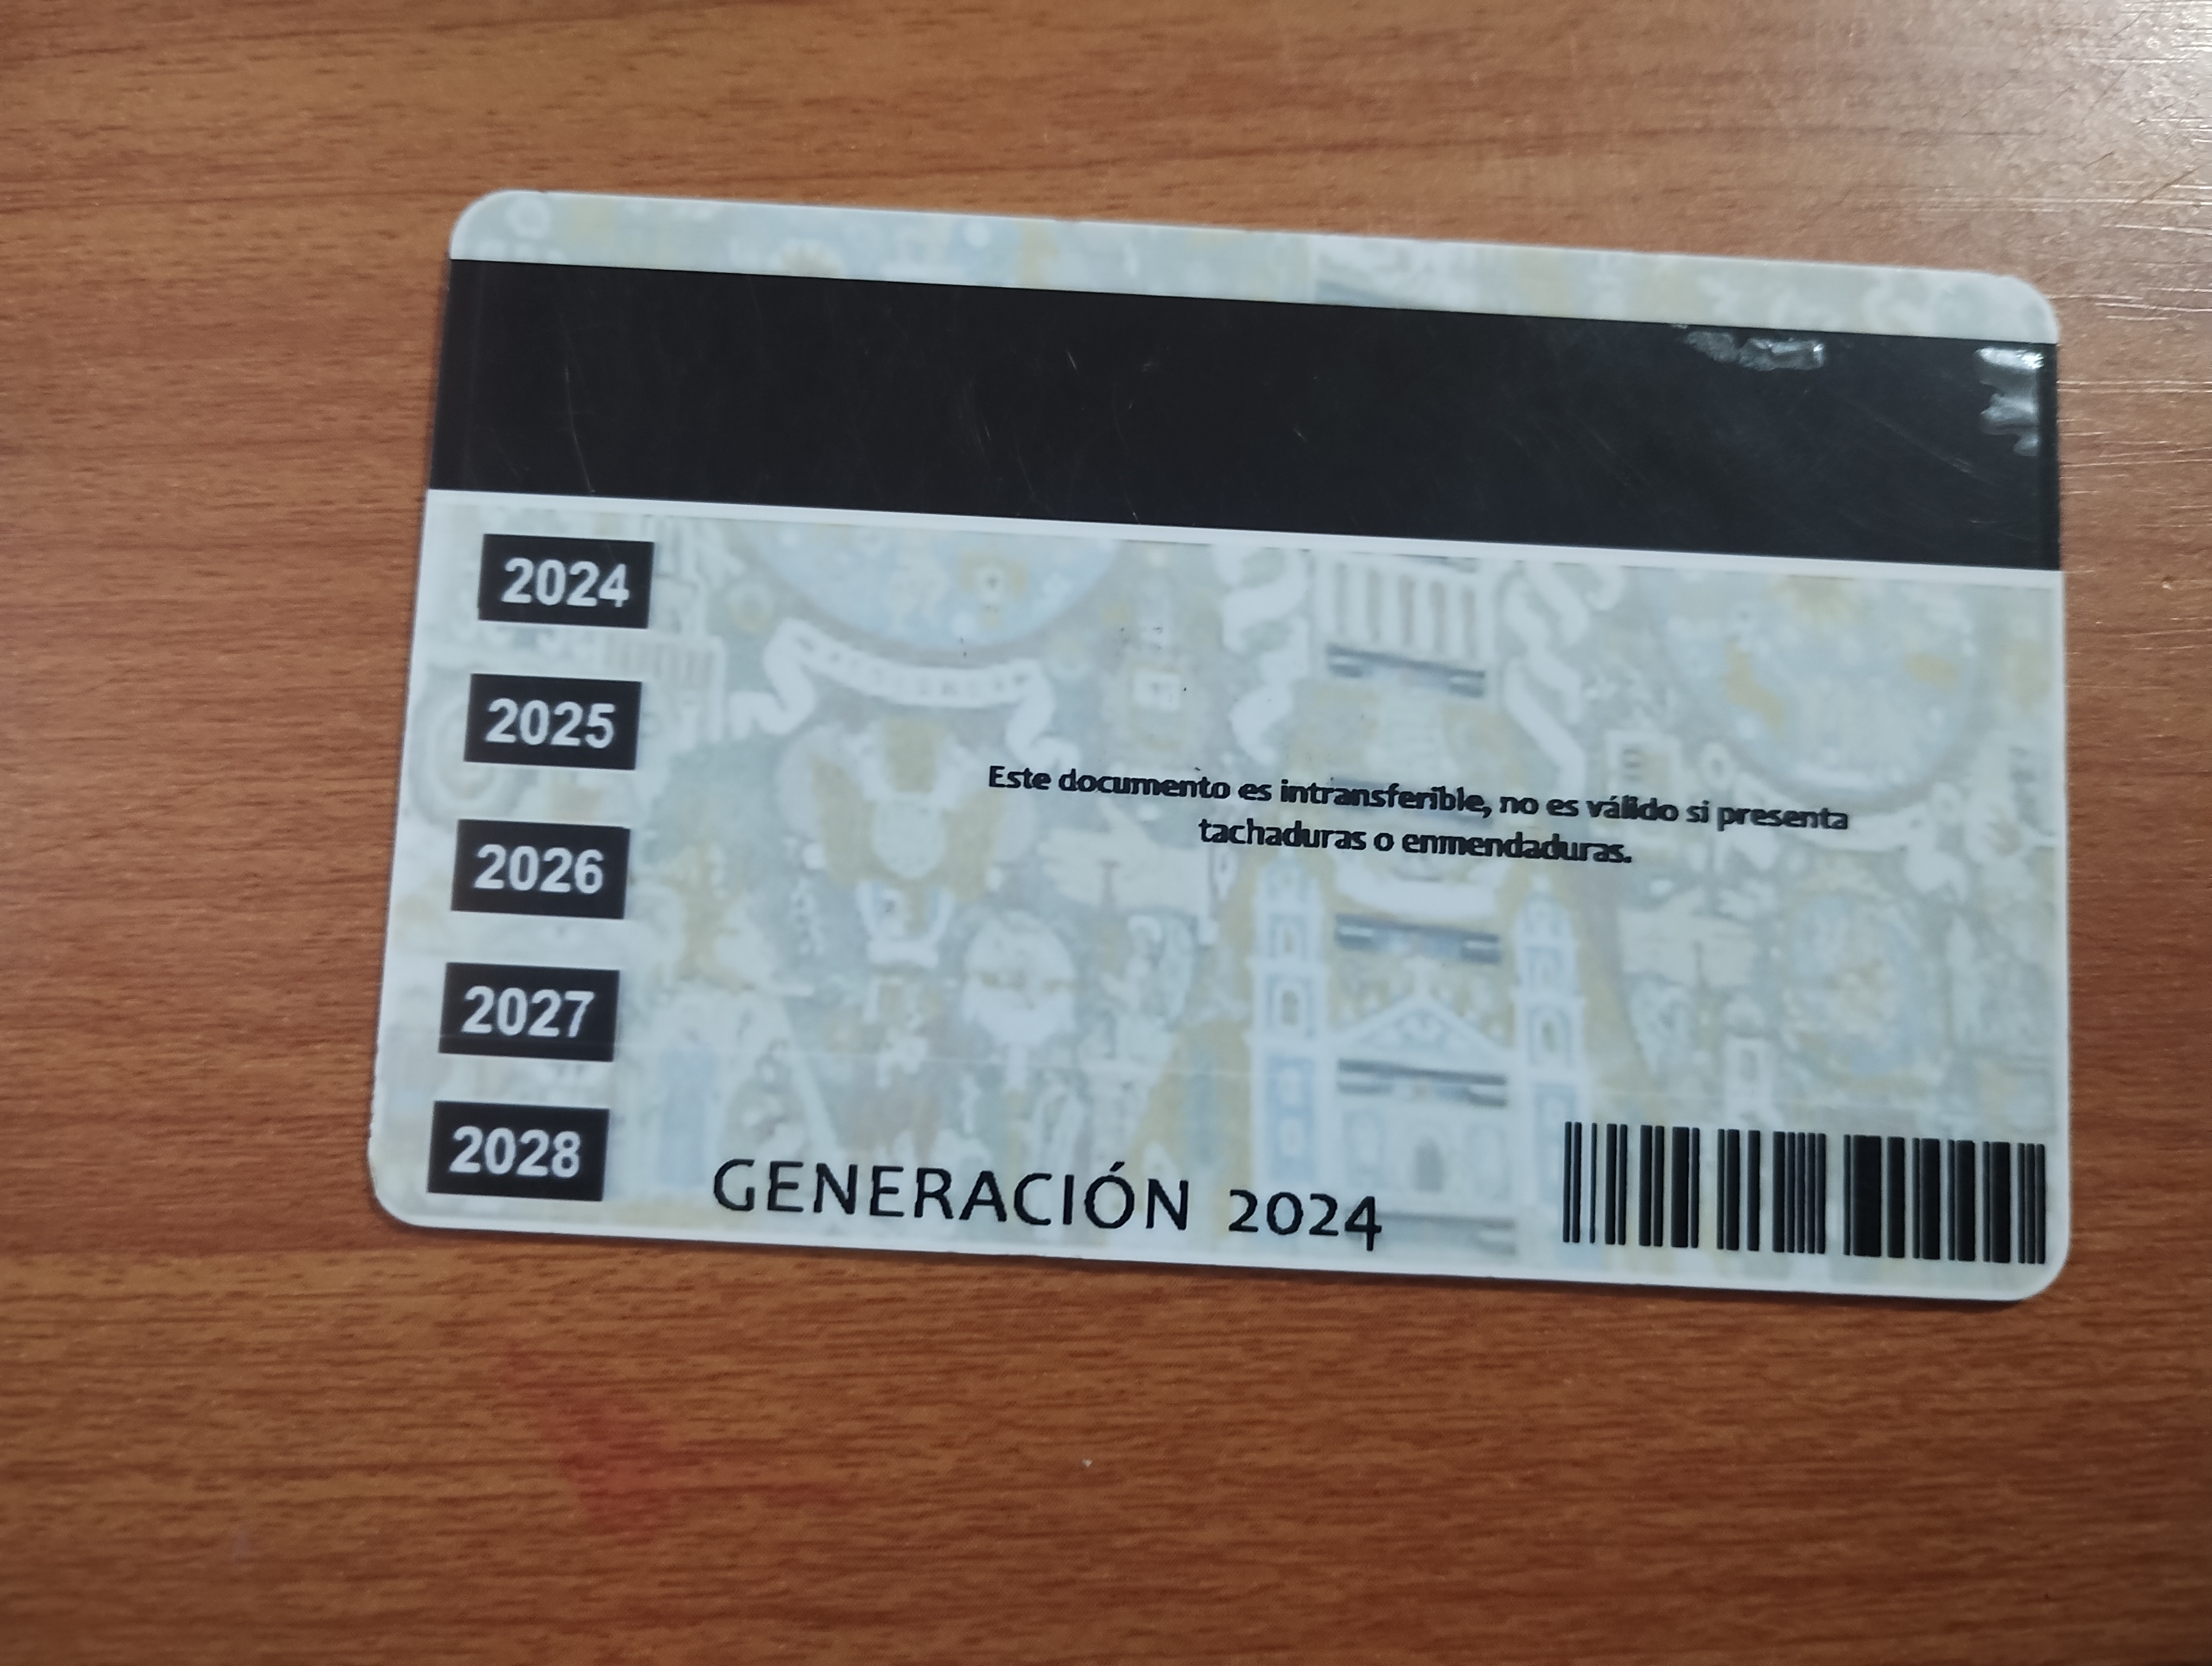 2024
2025
2026
2027
2028
Este documento es intransferible, no es válido si presenta
tachaduras o enmendaduras.
GENERACIÓN 2024